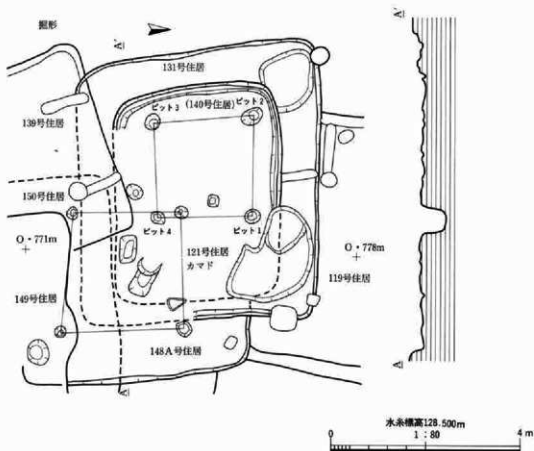 掘形
A'
A'
131号住居
ピット3
(140号住居)
ピット2
139号住居
150号住居
ピット4
ピット1
O・771m
121号住居
カマド
O・778m
119号住居
149号住居
148A号住居
A
A
水糸標高128.500m
0
1：80
4m